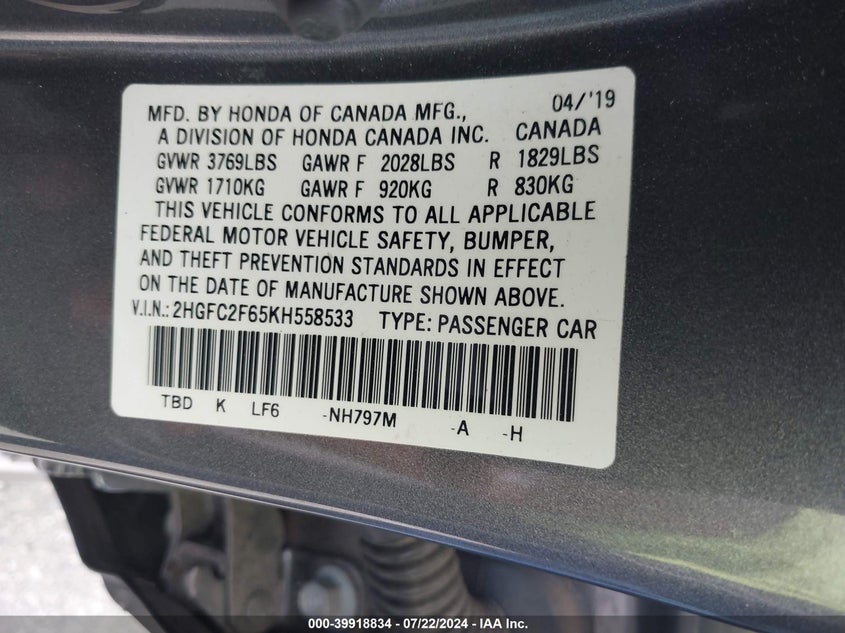 MFD. BY HONDA OF CANADA MFG., 04/'19
A DIVISION OF HONDA CANADA INC. CANADA
GVWR 3769LBS GAWR F 2028LBS R 1829LBS
GVWR 1710KG GAWR F 920KG R 830KG
THIS VEHICLE CONFORMS TO ALL APPLICABLE
FEDERAL MOTOR VEHICLE SAFETY, BUMPER,
AND THEFT PREVENTION STANDARDS IN EFFECT
ON THE DATE OF MANUFACTURE SHOWN ABOVE.
V.I.N.: 2HGFC2F65KH558533 TYPE: PASSENGER CAR
TBD K LF6 -NH797M -A -H
000-39918834 / 07/22/2024 - IAA Inc.